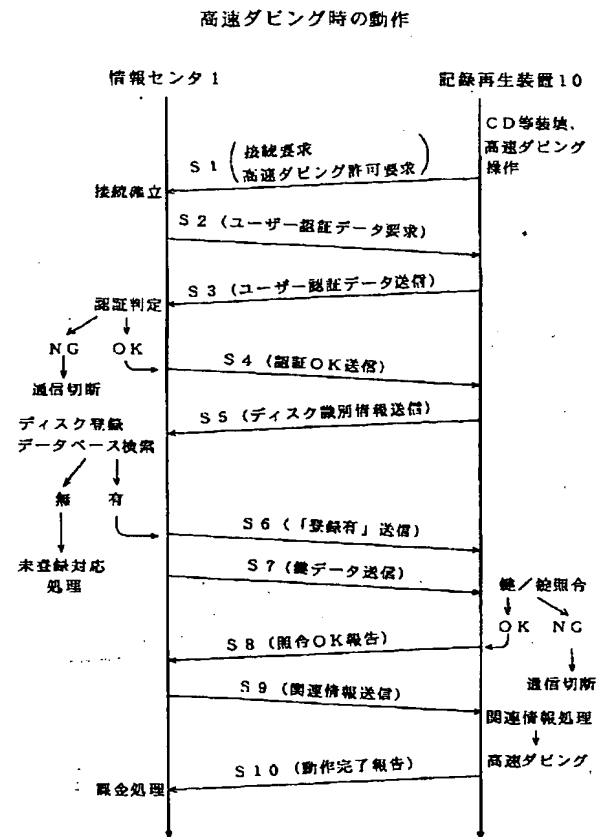 高速ダビング時の動作
情報センタ1
記録再生装置10
CD等装填、
高速ダビング
操作
S1
接続要求
高速ダビング許可要求
接続確立
S2(ユーザー認証データ要求)
S3(ユーザー認証データ送信)
認証判定
NG OK
S4(認証OK送信)
通信切断
S5(ディスク識別情報送信)
ディスク登録
データベース検索
無 有
S6(「登録有」送信)
未登録対応
処理
S7(鍵データ送信)
鍵/錠照合
OK NG
S8(照合OK報告)
通信切断
S9(関連情報送信)
関連情報処理
高速ダビング
S10(動作完了報告)
課金処理